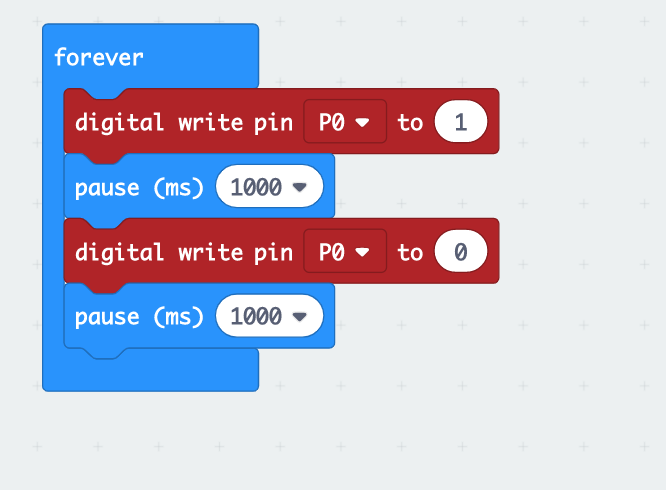 forever
digital write pin P0 to 1
pause (ms) 1000
digital write pin P0 to 0
pause (ms) 1000